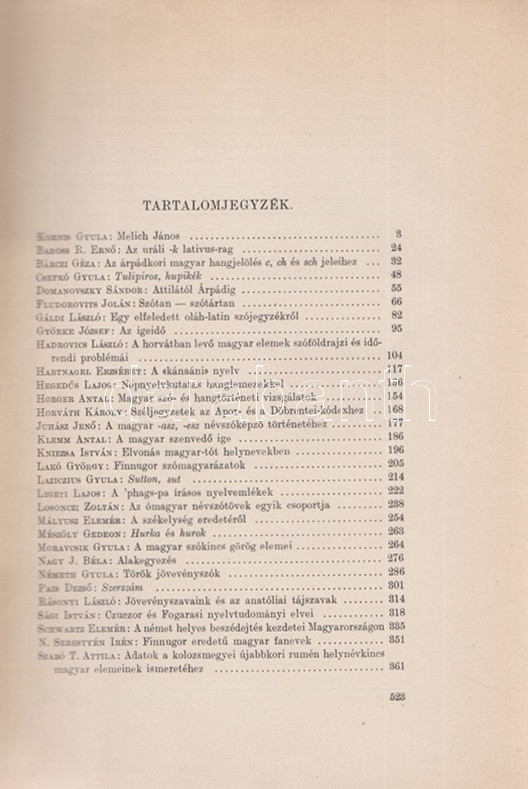 TARTALOMJEGYZÉK.
KORNIS GYULA: Melich János 3
BADOSS R. ERNŐ: Az uráli -k lativus-rag 24
BÁRCZI GÉZA: Az árpádkori magyar hangjelölés c, ch és sch jeleihez 32
CSEFKÓ GYULA: Tulipiros, hupikék 48
DOMANOVSZKY SÁNDOR: Attilától Árpádig 55
FLUDOROVITS JOLÁN: Szótan — szótártan 66
GÁLDI LÁSZLÓ: Egy elfeledett oláh-latin szójegyzékről 82
GYÖRKE JÓZSEF: Az igeidő 95
HADROVICS LÁSZLÓ: A horvátban levő magyar elemek szóföldrajzi és idő-
rendi problémái 104
HARTNAGEL ERZSÉBET: A «kánaáni» nyelv 117
HEGEDŰS LAJOS: Népnyelvkutatás hanglemezekkel 136
HORGER ANTAL: Magyar szó- és hangtörténeti vizsgálatok 154
HORVÁTH KÁROLY: Széljegyzetek az Apor- és a Döbrentei-kódexhez 168
JUHÁSZ JENŐ: A magyar -asz, -esz névszóképző történetéhez 177
KLEMM ANTAL: A magyar szenvedő ige 186
KNIEZSA ISTVÁN: Elvonás magyar-tót helynevekben 196
LAKÓ GYÖRGY: Finnugor szómagyarázatok 205
LAZICZIUS GYULA: Sutton, sut 214
LIGETI LAJOS: A 'phags-pa írásos nyelvemlékek 222
LOSONCZI ZOLTÁN: Az ómagyar névszótövek egyik csoportja 238
MÁLYUSZ ELEMÉR: A székelység eredetéről 254
MÉSZÖLY GEDEON: Hurka és hurok 263
MORAVCSIK GYULA: A magyar szókincs görög elemei 264
NAGY J. BÉLA: Alakegyezés 276
NÉMETH GYULA: Török jövevényszók 286
PAIS DEZSŐ: Szerszám 301
RÁSONYI LÁSZLÓ: Jövevényszavaink és az anatóliai tájszavak 314
SÁGI ISTVÁN: Czuczor és Fogarasi nyelvtudományi elvei 318
SCHWARTZ ELEMÉR: A német helyes beszédejtés kezdetei Magyarországon 335
N. SEBESTYÉN IRÉN: Finnugor eredetű magyar fanevek 351
SZABÓ T. ATTILA: Adatok a kolozsmegyei újabbkori rumén helynévkincs
magyar elemeinek ismeretéhez 361
523
darabanth